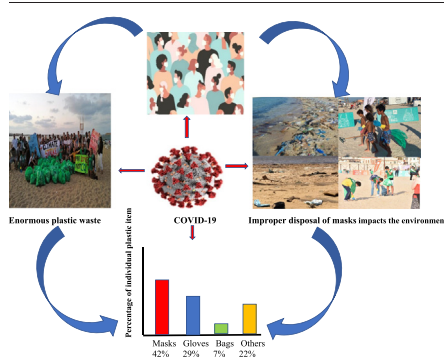 Enormous plastic waste
COVID-19
Improper disposal of masks impacts the environmen
Percentage of individual plastic item
Masks Gloves Bags Others
42% 29% 7% 22%